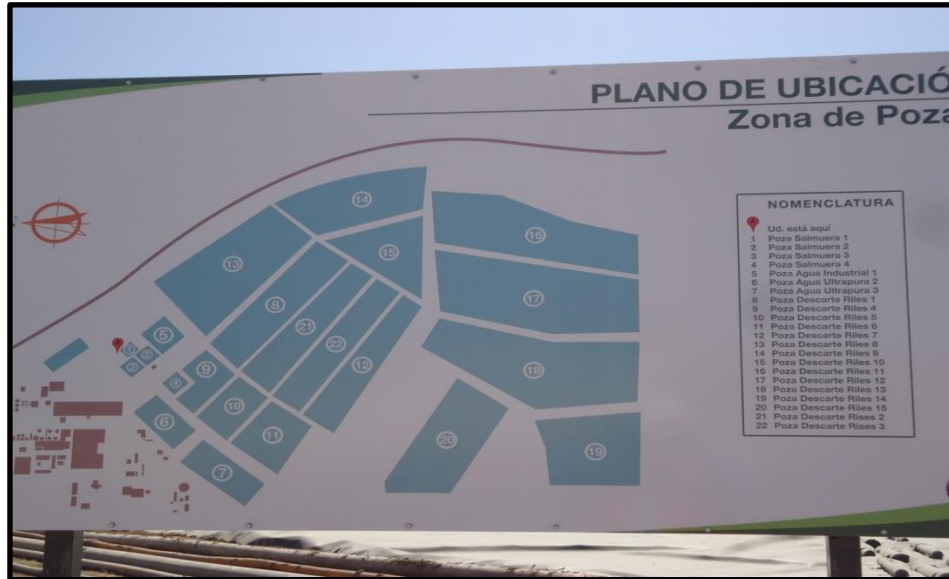 PLANO DE UBICACIÓ
Zona de Poza
NOMENCLATURA
Ud. está aquí
1 Poza Salmuera 1
2 Poza Salmuera 2
3 Poza Salmuera 3
4 Poza Salmuera 4
5 Poza Agua Industrial 1
6 Poza Agua Ultrapura 2
7 Poza Agua Ultrapura 3
8 Poza Descarte Riles 1
9 Poza Descarte Riles 4
10 Poza Descarte Riles 5
11 Poza Descarte Riles 6
12 Poza Descarte Riles 7
13 Poza Descarte Riles 8
14 Poza Descarte Riles 9
15 Poza Descarte Riles 10
16 Poza Descarte Riles 11
17 Poza Descarte Riles 12
18 Poza Descarte Riles 13
19 Poza Descarte Riles 14
20 Poza Descarte Riles 15
21 Poza Descarte Rises 2
22 Poza Descarte Rises 3
14
16
15
13
17
8
21
5
22
1
2
3
12
9
18
4
10
6
11
20
19
7